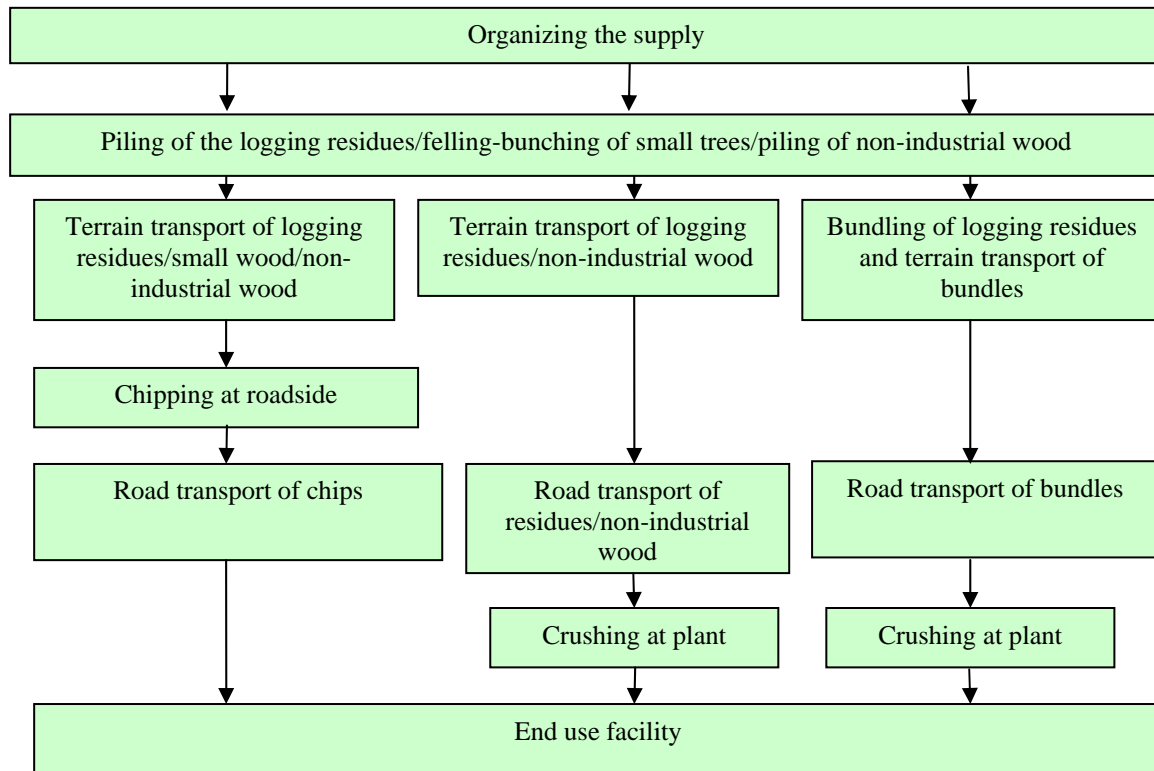 Organizing the supply
Piling of the logging residues/felling-bunching of small trees/piling of non-industrial wood
Terrain transport of logging
residues/small wood/non-
industrial wood
Terrain transport of logging
residues/non-industrial wood
Bundling of logging residues
and terrain transport of
bundles
Chipping at roadside
Road transport of chips
Road transport of
residues/non-industrial
wood
Road transport of bundles
Crushing at plant
Crushing at plant
End use facility